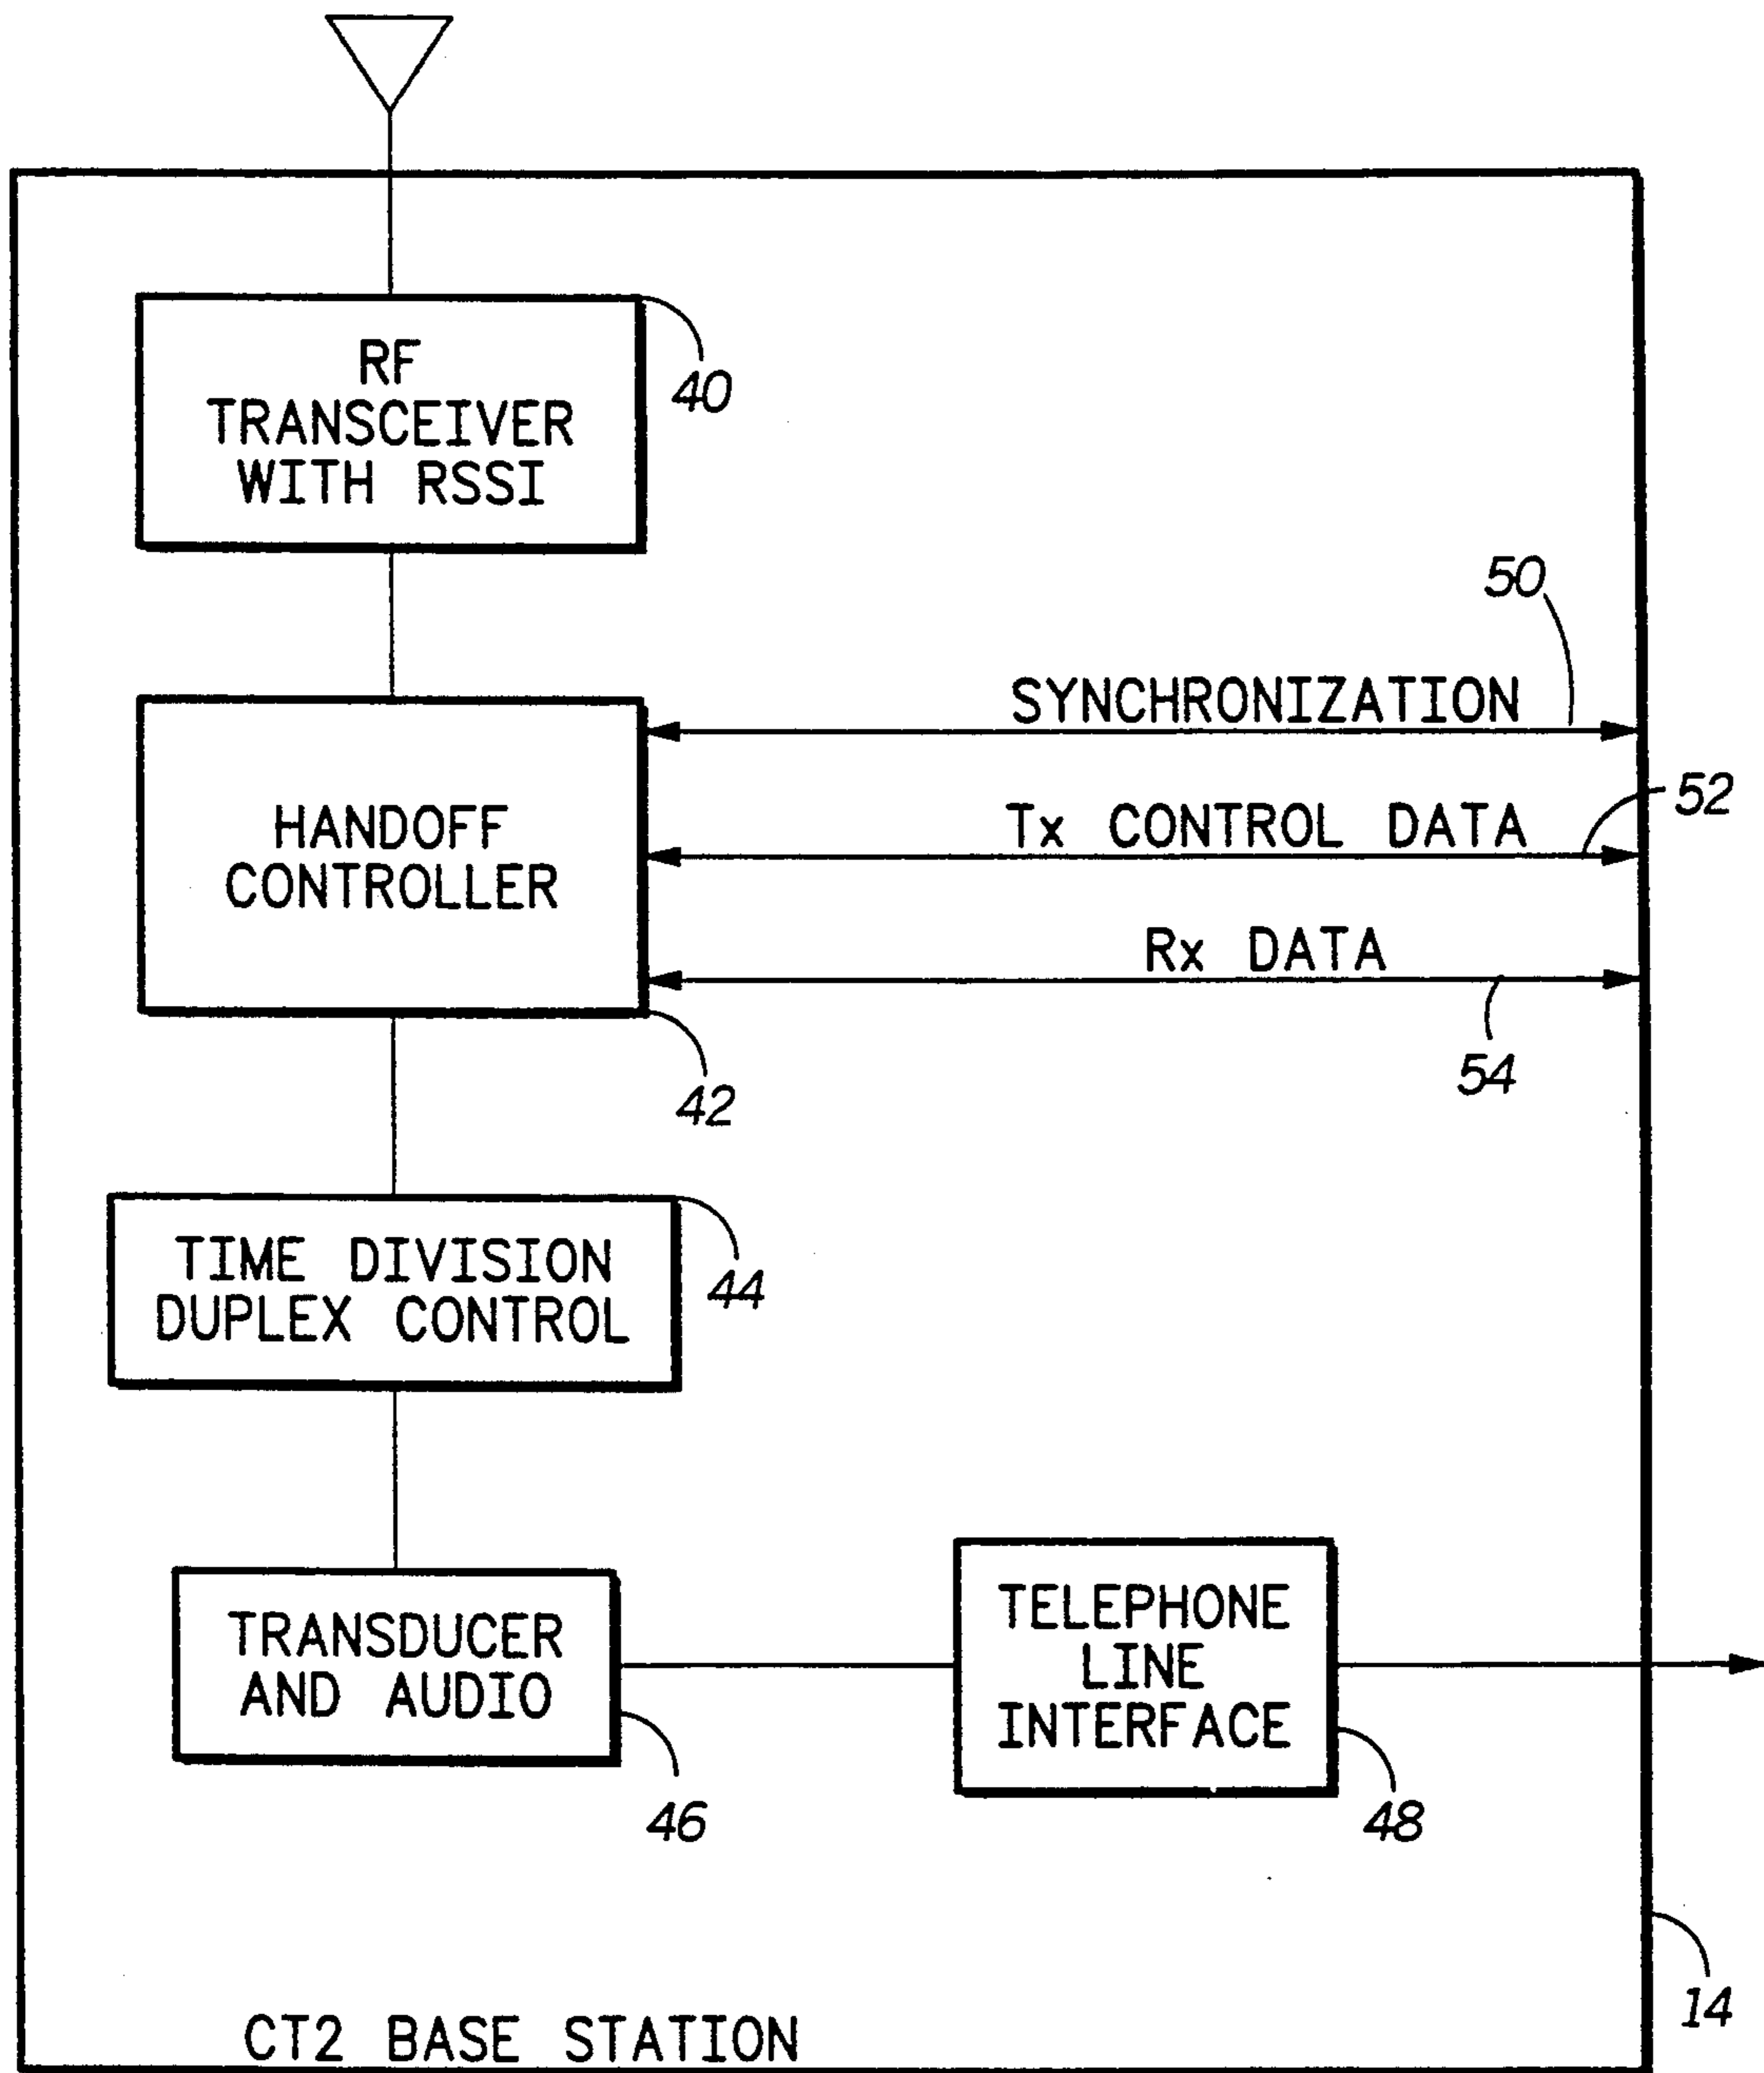 RF
TRANSCEIVER
WITH RSSI
40
50
SYNCHRONIZATION
HANDOFF
CONTROLLER
Tx CONTROL DATA
52
Rx DATA
54
42
TIME DIVISION
DUPLEX CONTROL
44
TRANSDUCER
AND AUDIO
46
TELEPHONE
LINE
INTERFACE
48
14
CT2 BASE STATION